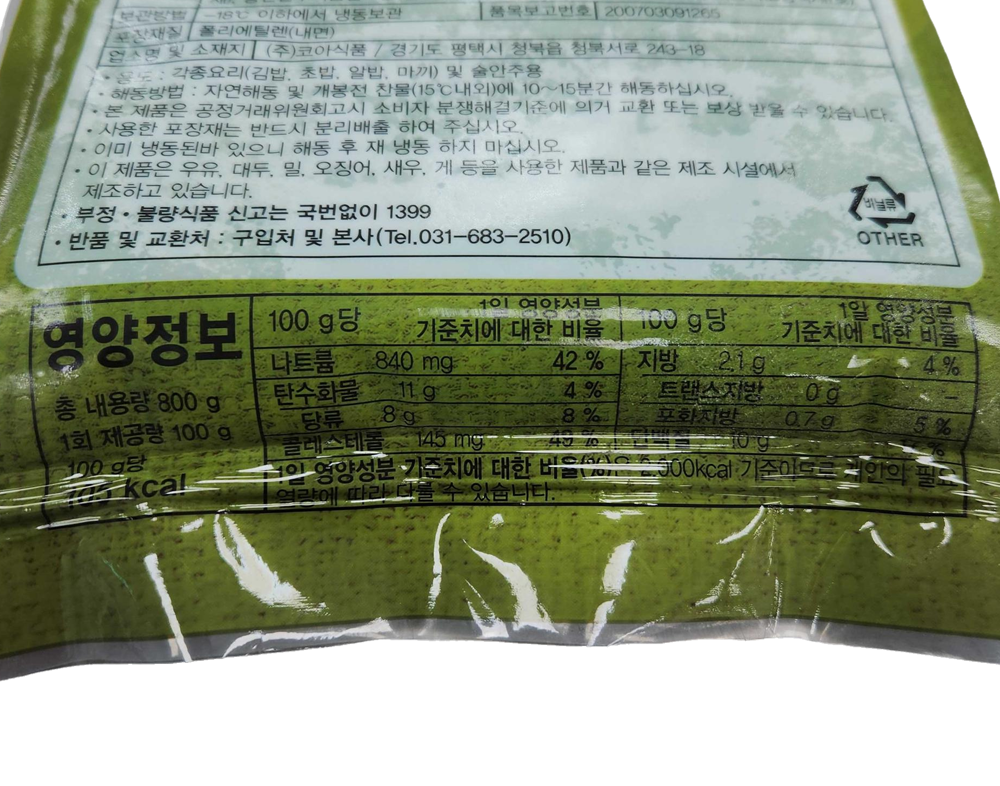 보관방법 -18℃ 이하에서 냉동보관 품목보고번호 200703091265
포장재질 폴리에틸렌(내면)
업소명 및 소재지 (주)코아식품 / 경기도 평택시 청북읍 청북서로 243-18
· 용도 : 각종요리(김밥, 초밥, 알밥, 마끼) 및 술안주용
· 해동방법 : 자연해동 및 개봉전 찬물(15℃내외)에 10~15분간 해동하십시오.
· 본 제품은 공정거래위원회고시 소비자 분쟁해결기준에 의거 교환 또는 보상 받을 수 있습니다.
· 사용한 포장재는 반드시 분리배출 하여 주십시오.
· 이미 냉동된바 있으니 해동 후 재 냉동 하지 마십시오.
· 이 제품은 우유, 대두, 밀, 오징어, 새우, 게 등을 사용한 제품과 같은 제조 시설에서
제조하고 있습니다.
· 부정·불량식품 신고는 국번없이 1399
· 반품 및 교환처 : 구입처 및 본사(Tel.031-683-2510)
비닐류
OTHER
영양정보
총 내용량 800 g
1회 제공량 100 g
100 g당
kcal
100 g당 1일 영양성분 기준치에 대한 비율
100 g당 1일 영양성분 기준치에 대한 비율
나트륨 840 mg 42 % 지방 2.1 g 4 %
탄수화물 11 g 4 % 트랜스지방 0 g –
당류 8 g 8 % 포화지방 0.7 g 5 %
콜레스테롤 145 mg 49 % 단백질 10 g %
1일 영양성분 기준치에 대한 비율(%)은 2,000kcal 기준이므로 개인의 필요
열량에 따라 다를 수 있습니다.